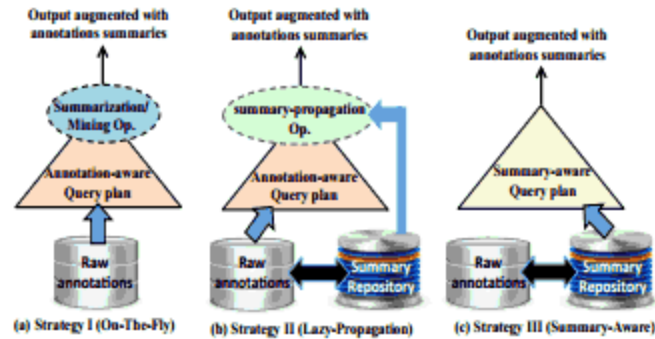 Output augmented with
annotations summaries
Summarization/
Mining Op.
Annotation-aware
Query plan
Raw
annotations
(a) Strategy I (On-The-Fly)
Output augmented with
annotations summaries
summary-propagation
Op.
Annotation-aware
Query plan
Raw
annotations
Summary
Repository
(b) Strategy II (Lazy-Propagation)
Output augmented with
annotations summaries
Summary-aware
Query plan
Raw
annotations
Summary
Repository
(c) Strategy III (Summary-Aware)